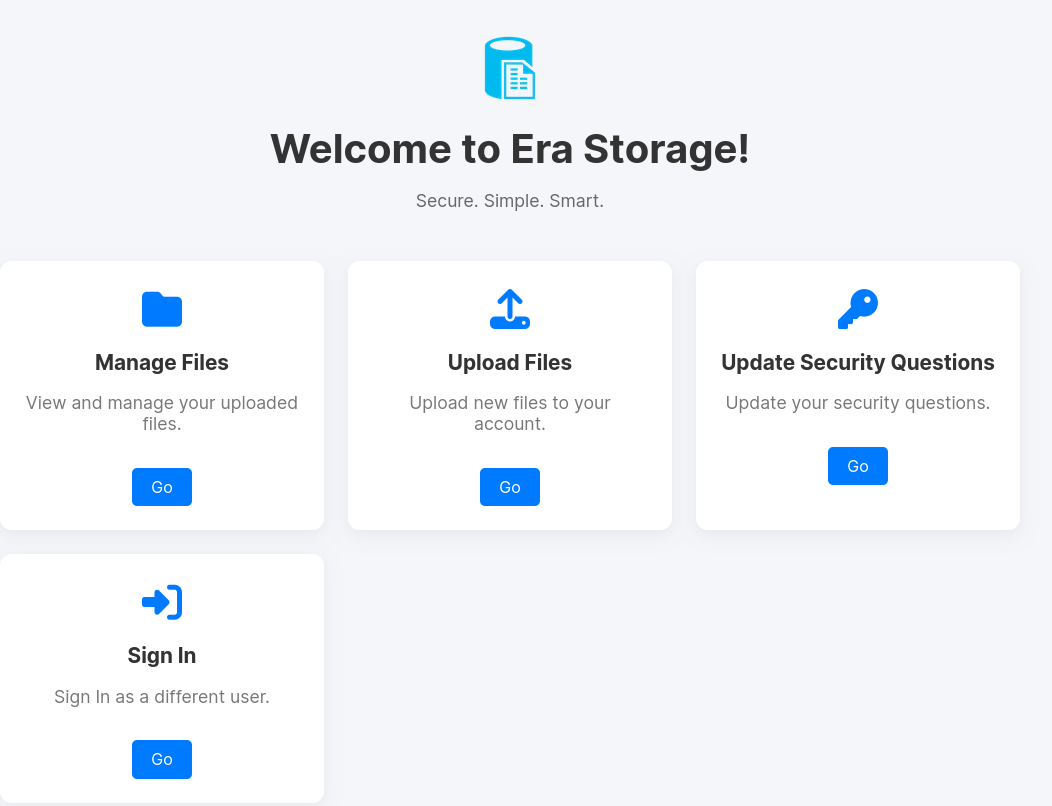 Welcome to Era Storage!
Secure. Simple. Smart.
Manage Files
View and manage your uploaded
files.
Go
Upload Files
Upload new files to your
account.
Go
Update Security Questions
Update your security questions.
Go
Sign In
Sign In as a different user.
Go